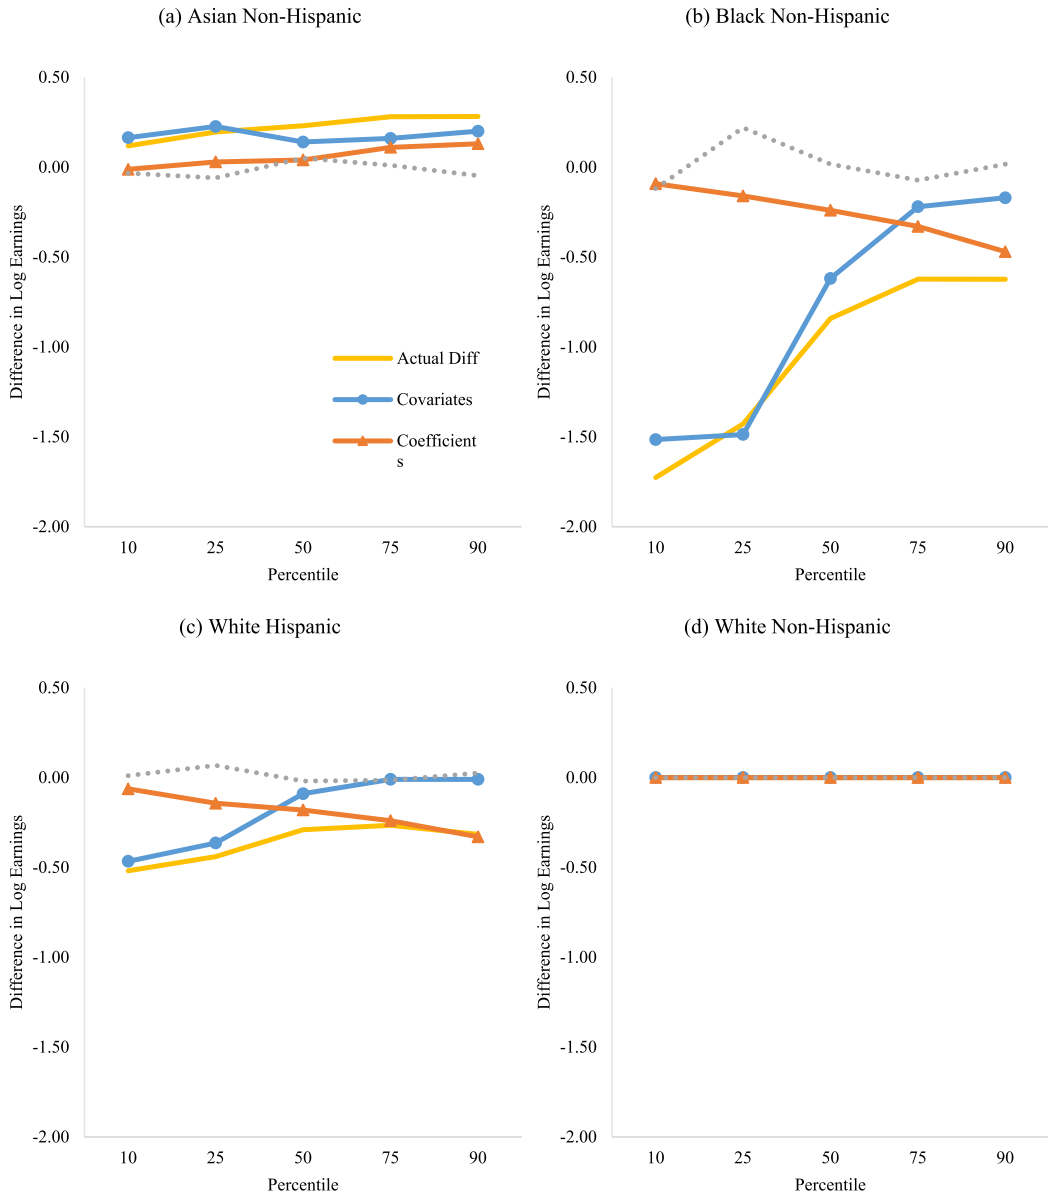 (a) Asian Non-Hispanic
0.50
0.00
-0.50
-1.00
-1.50
-2.00
Difference in Log Earnings
10 25 50 75 90
Percentile
Actual Diff
Covariates
Coefficient
s
(b) Black Non-Hispanic
0.50
0.00
-0.50
-1.00
-1.50
-2.00
Difference in Log Earnings
10 25 50 75 90
Percentile
(c) White Hispanic
0.50
0.00
-0.50
-1.00
-1.50
-2.00
Difference in Log Earnings
10 25 50 75 90
Percentile
(d) White Non-Hispanic
0.50
0.00
-0.50
-1.00
-1.50
-2.00
Difference in Log Earnings
10 25 50 75 90
Percentile